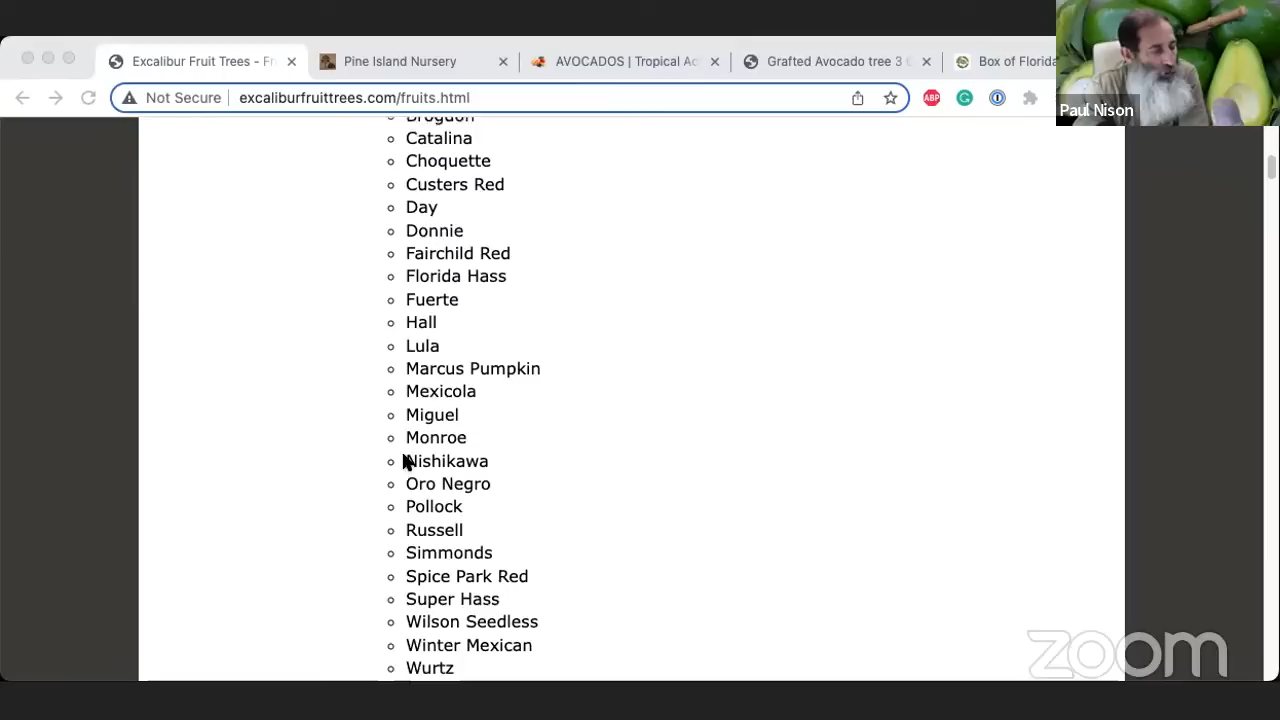 Excalibur Fruit Trees - Fr
Pine Island Nursery
AVOCADOS | Tropical Ac
Grafted Avocado tree 3 G
Box of Florida
Paul Nison
Not Secure
excaliburfruittrees.com/fruits.html
ABP
Brogdon
Catalina
Choquette
Custers Red
Day
Donnie
Fairchild Red
Florida Hass
Fuerte
Hall
Lula
Marcus Pumpkin
Mexicola
Miguel
Monroe
Nishikawa
Oro Negro
Pollock
Russell
Simmonds
Spice Park Red
Super Hass
Wilson Seedless
Winter Mexican
Wurtz
zoom